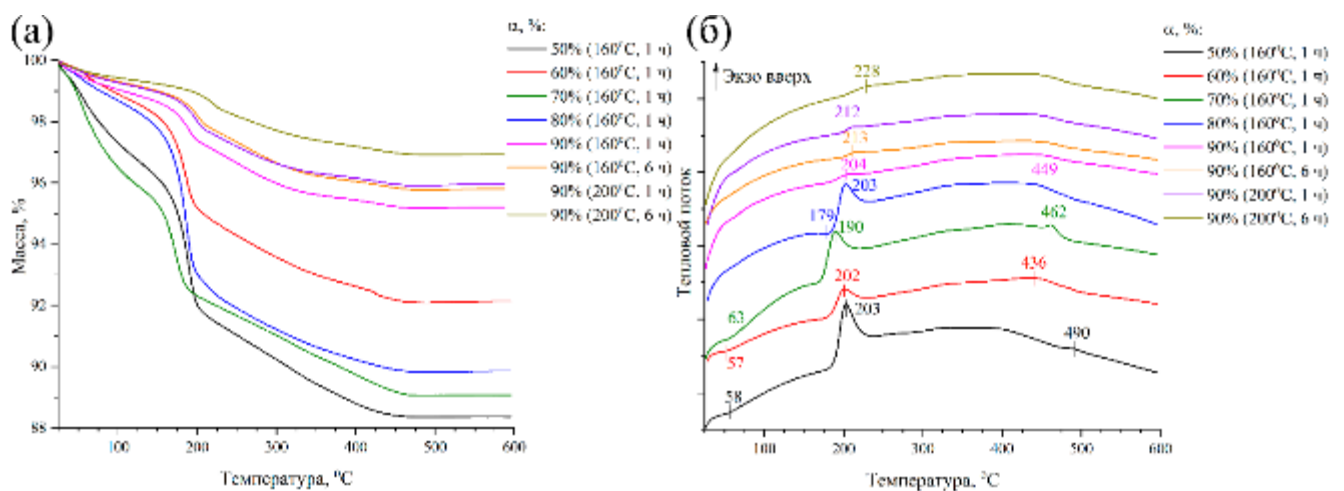 (а)
α, %:
50% (160°C, 1 ч)
60% (160°C, 1 ч)
70% (160°C, 1 ч)
80% (160°C, 1 ч)
90% (160°C, 1 ч)
90% (160°C, 6 ч)
90% (200°C, 1 ч)
90% (200°C, 6 ч)
Масса, %
100
98
96
94
92
90
88
100
200
300
400
500
600
Температура, °C
(б)
Экзо вверх
α, %:
50% (160°C, 1 ч)
60% (160°C, 1 ч)
70% (160°C, 1 ч)
80% (160°C, 1 ч)
90% (160°C, 1 ч)
90% (160°C, 6 ч)
90% (200°C, 1 ч)
90% (200°C, 6 ч)
Тепловой поток
228
212
213
204
449
203
179
190
462
63
202
436
57
203
490
58
100
200
300
400
500
600
Температура, °C